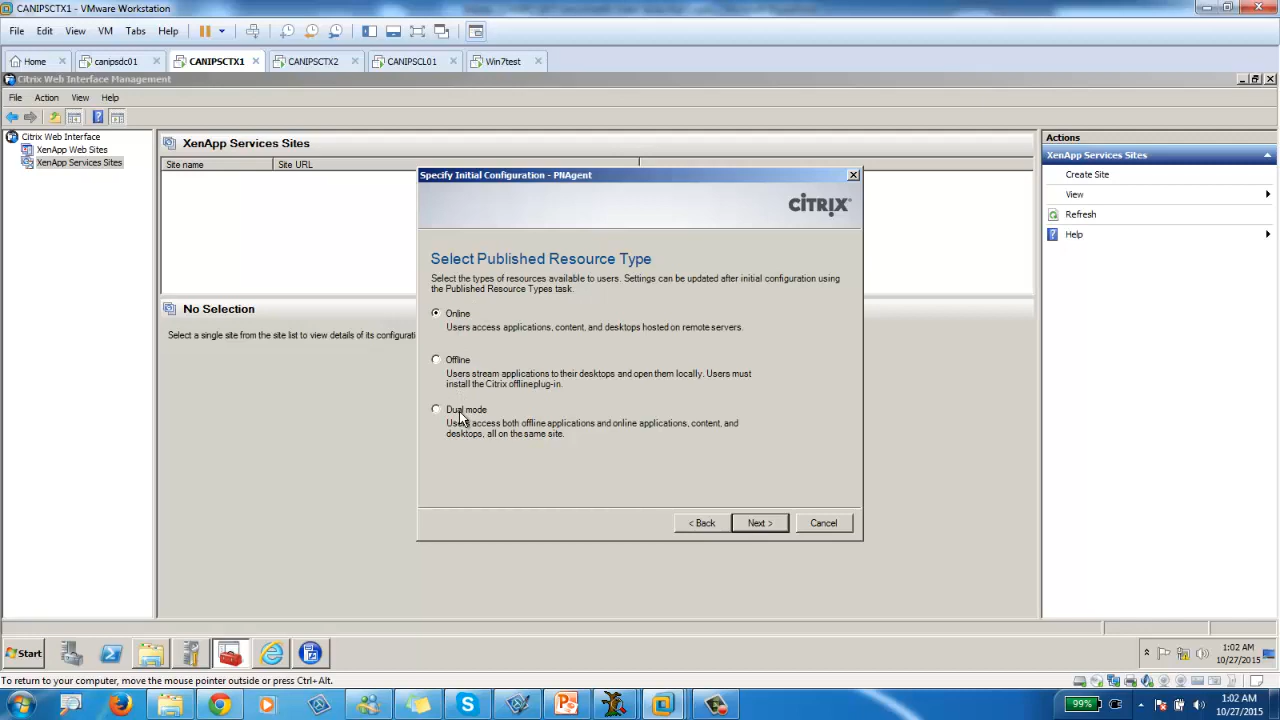 CANIPSCTX1 - VMware Workstation
File Edit View VM Tabs Help
Home canipsdc01 CANIPSCTX1 CANIPSCTX2 CANIPSCL01 Win7test
Citrix Web Interface Management
File Action View Help
Citrix Web Interface
XenApp Web Sites
XenApp Services Sites
XenApp Services Sites
Site name Site URL
No Selection
Select a single site from the site list to view details of its configurati
Specify Initial Configuration - PNAgent
CITRIX
Select Published Resource Type
Select the types of resources available to users. Settings can be updated after initial configuration using
the Published Resource Types task.
Online
Users access applications, content, and desktops hosted on remote servers.
Offline
Users stream applications to their desktops and open them locally. Users must
install the Citrix offlineplug-in.
Dual mode
Users access both offline applications and online applications, content, and
desktops, all on the same site.
< Back Next > Cancel
Actions
XenApp Services Sites
Create Site
View
Refresh
Help
Start
1:02 AM
10/27/2015
To return to your computer, move the mouse pointer outside or press Ctrl+Alt.
99%
1:02 AM
10/27/2015